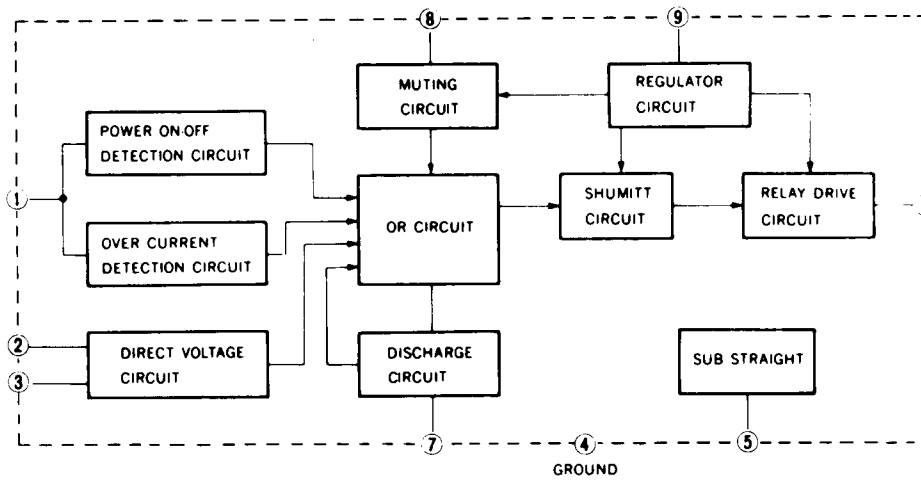 8
9
MUTING
CIRCUIT
REGULATOR
CIRCUIT
POWER ON·OFF
DETECTION CIRCUIT
1
OR CIRCUIT
SHUMITT
CIRCUIT
RELAY DRIVE
CIRCUIT
OVER CURRENT
DETECTION CIRCUIT
2
3
DIRECT VOLTAGE
CIRCUIT
DISCHARGE
CIRCUIT
SUB STRAIGHT
7
4
5
GROUND